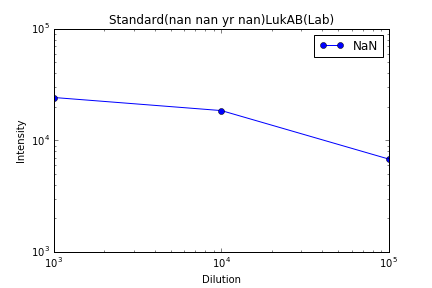 Standard(nan nan yr nan)LukAB(Lab)
10^5
NaN
10^4
Intensity
10^3
10^3 10^4 10^5
Dilution